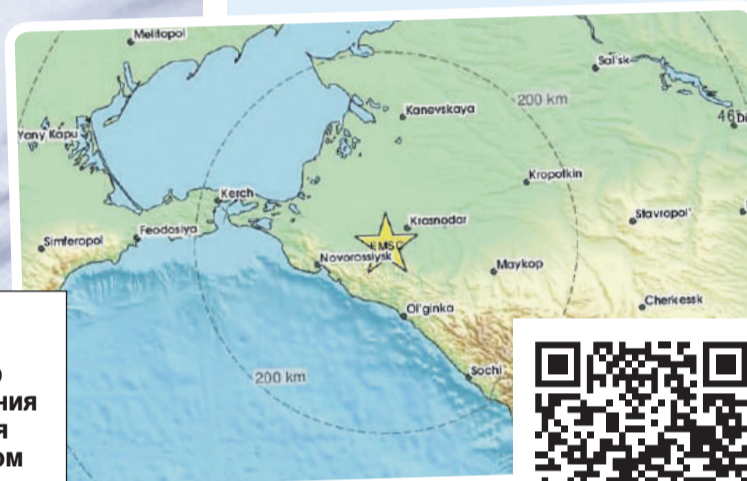 Melitopol
Sal'sk
200 km
Kanevskaya
46°
Yany Kapu
Kropotkin
Kerch
Stavropol'
Krasnodar
Feodosiya
Simferopol
EMSC
Novorossiysk
Maykop
Cherkessk
Ol'ginka
Sochi
200 km
ния
я
ом